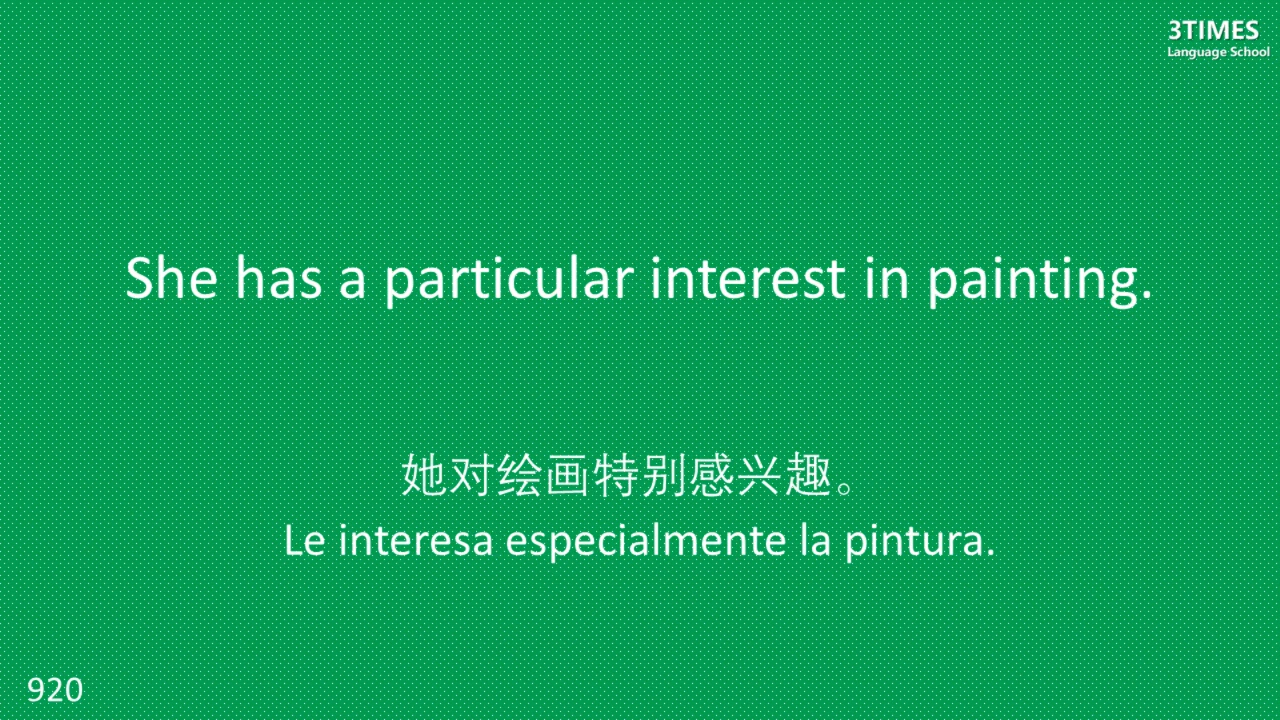 3TIMES
Language School
She has a particular interest in painting.
她对绘画特别感兴趣。
Le interesa especialmente la pintura.
920